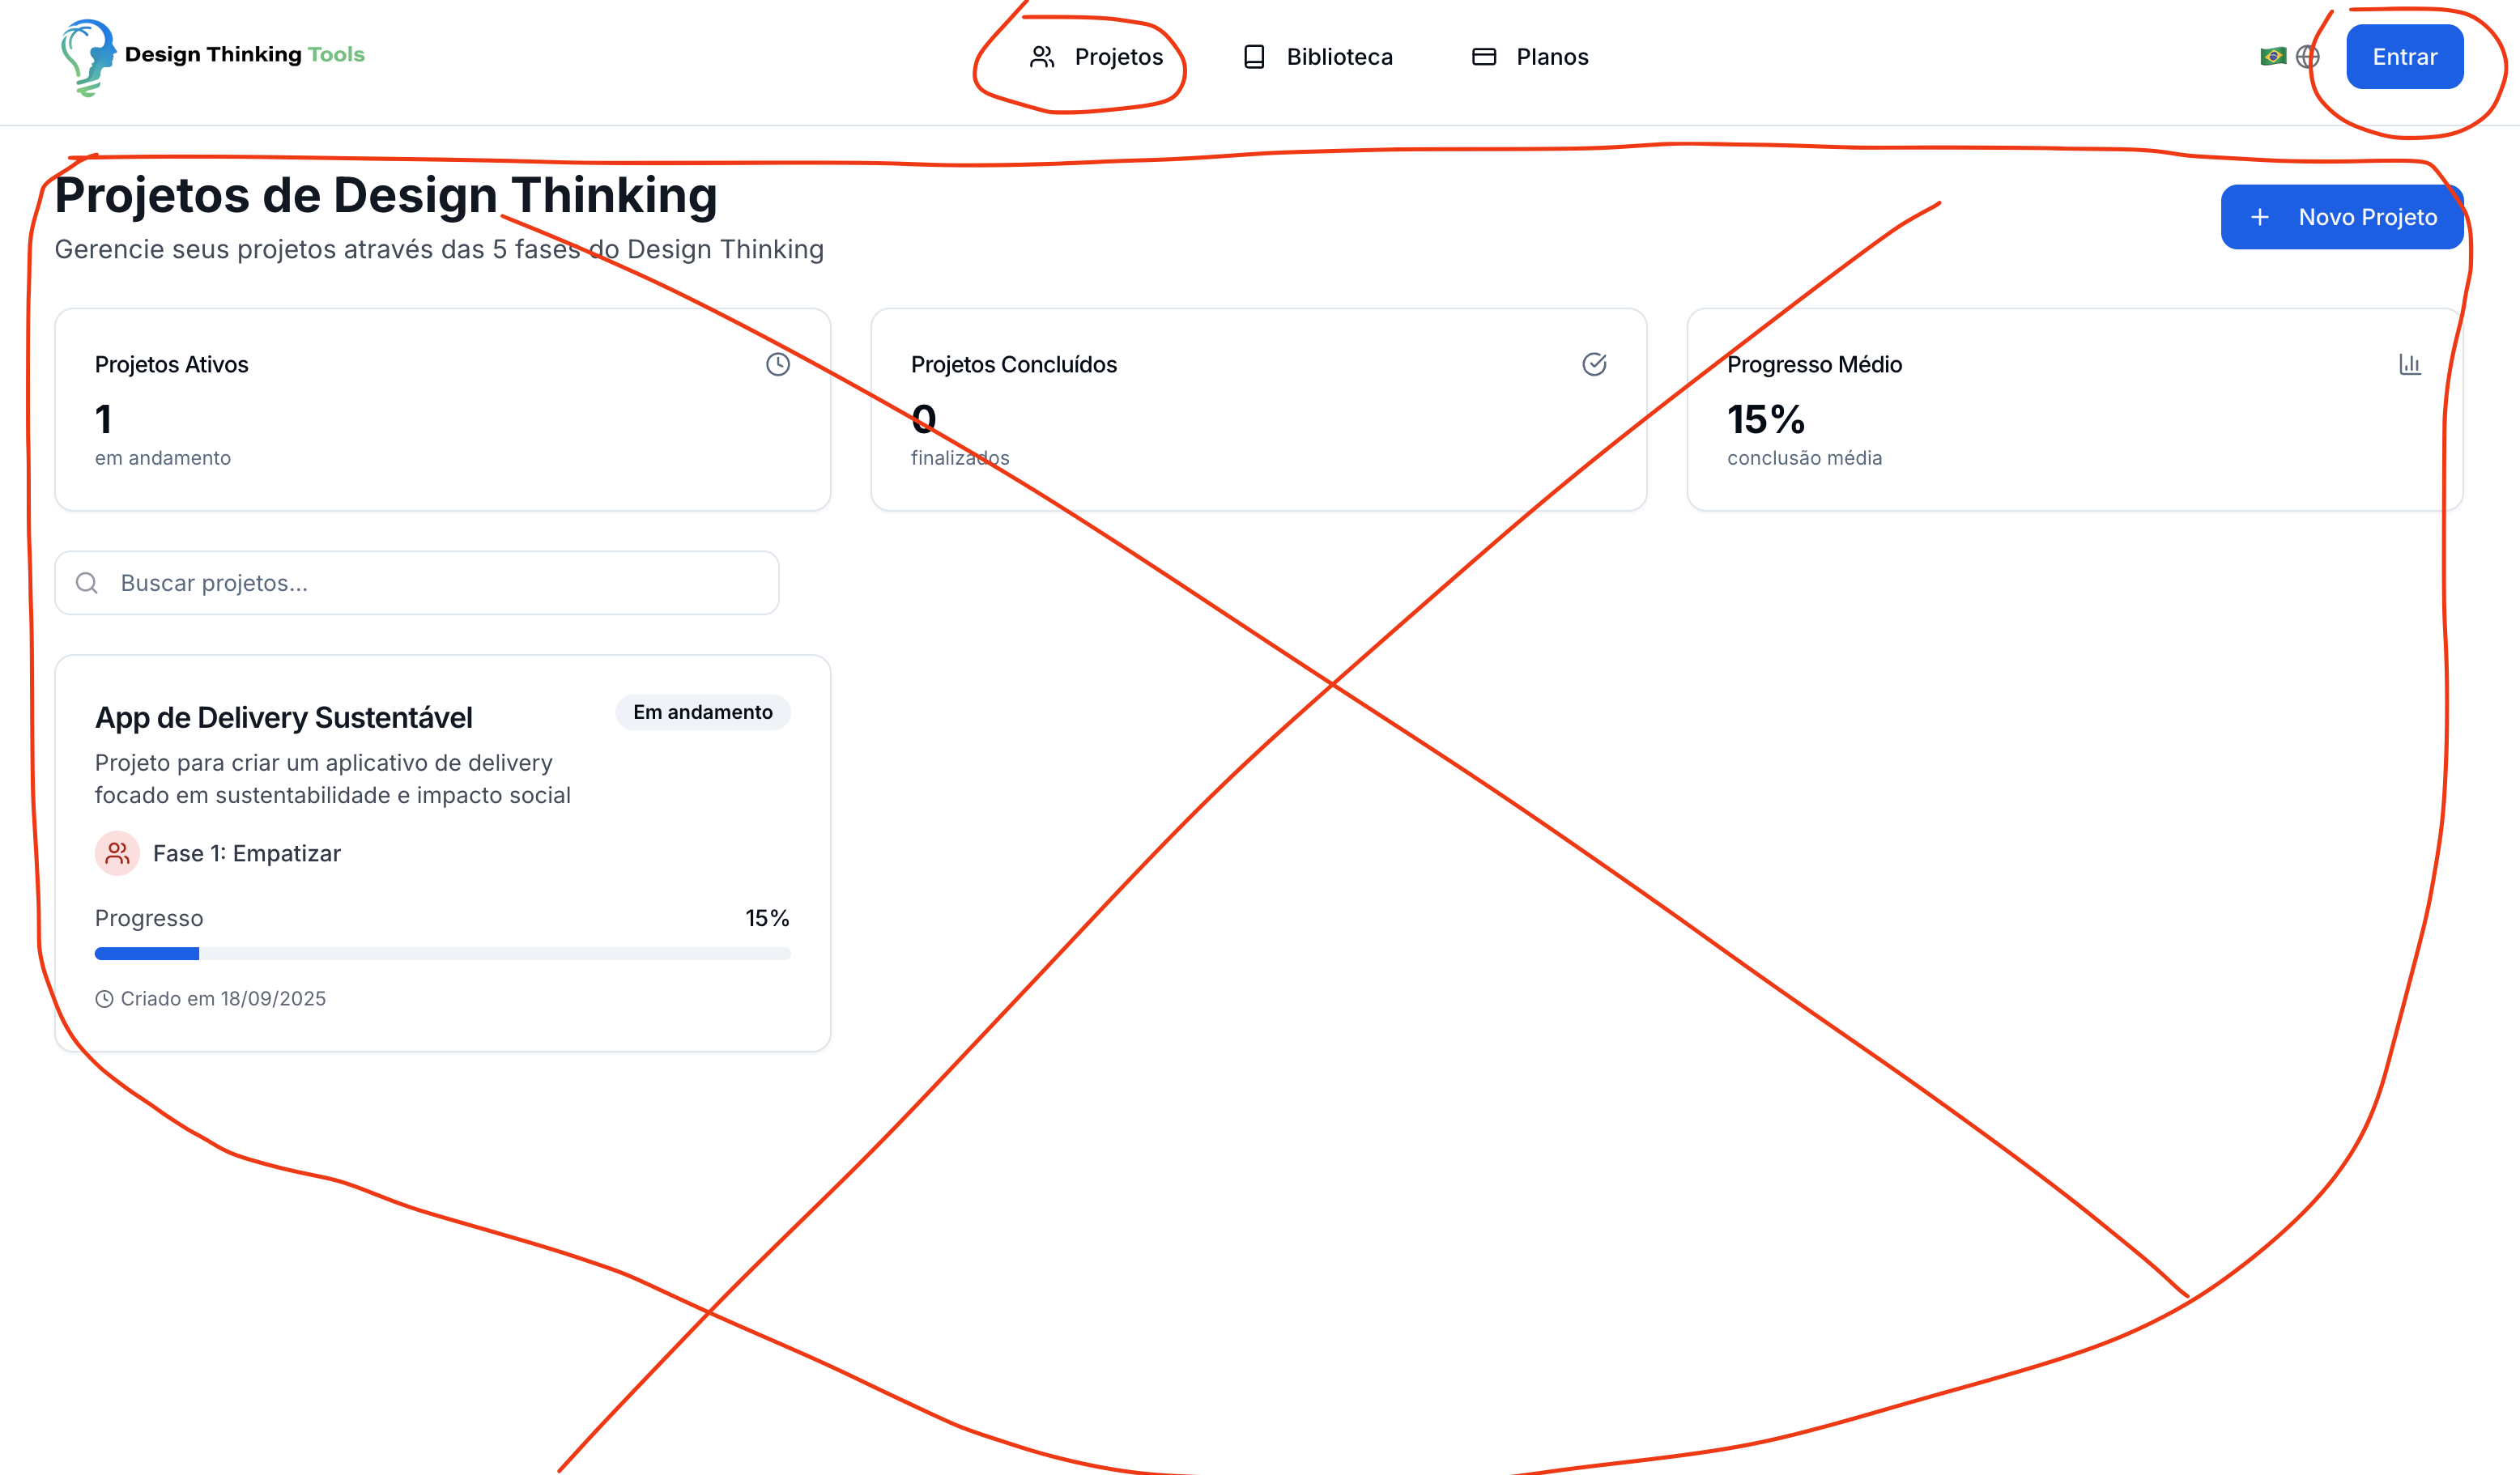 Design Thinking Tools
Projetos
Biblioteca
Planos
Entrar
Projetos de Design Thinking
Gerencie seus projetos através das 5 fases do Design Thinking
+ Novo Projeto
Projetos Ativos
1
em andamento
Projetos Concluídos
0
finalizados
Progresso Médio
15%
conclusão média
Buscar projetos...
App de Delivery Sustentável
Em andamento
Projeto para criar um aplicativo de delivery
focado em sustentabilidade e impacto social
Fase 1: Empatizar
Progresso 15%
Criado em 18/09/2025